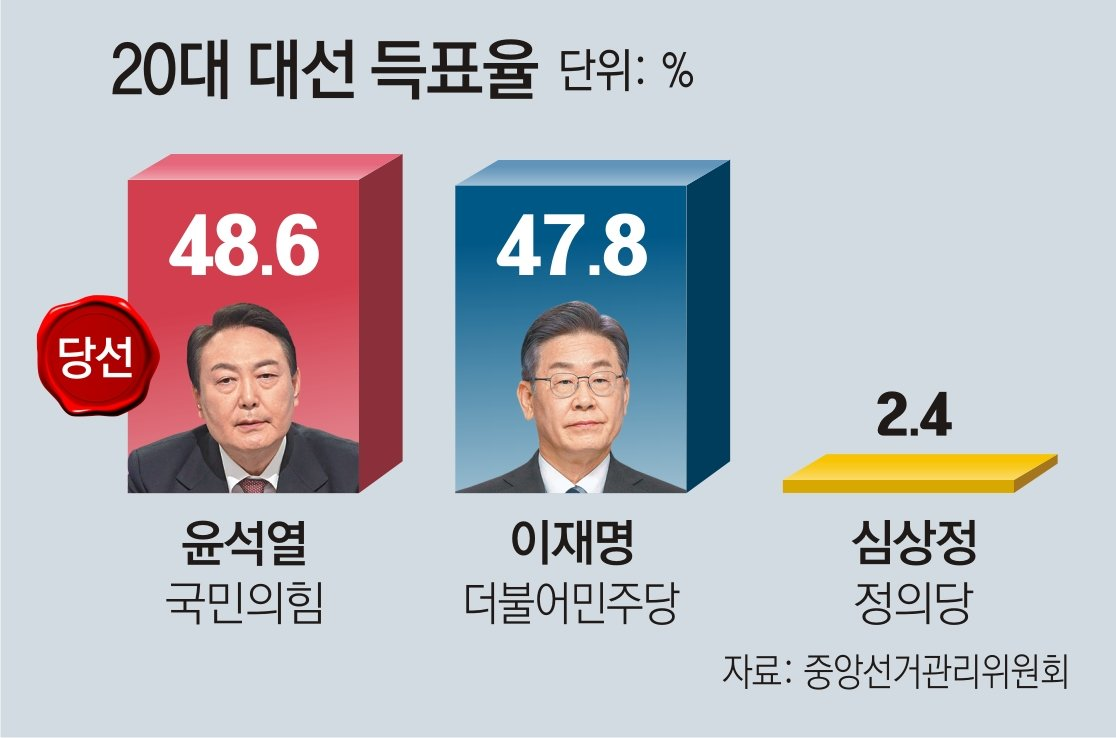 20대 대선 득표율 단위: %
48.6
47.8
당선
2.4
윤석열
이재명
심상정
국민의힘
더불어민주당
정의당
자료: 중앙선거관리위원회